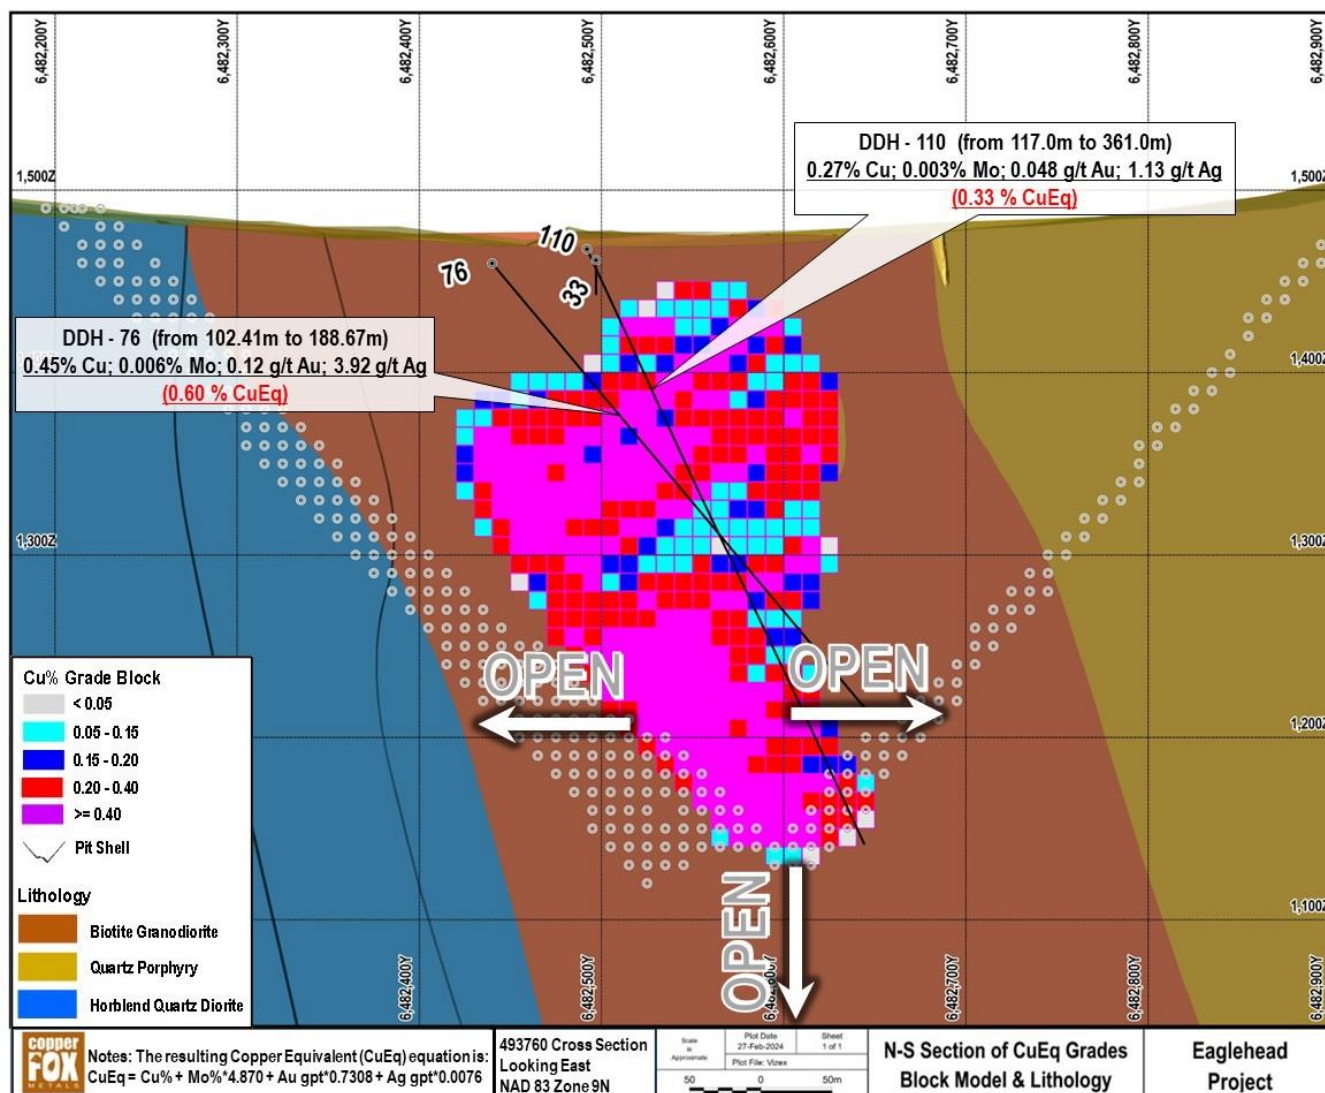 6,482,200Y
6,482,300Y
6,482,400Y
6,482,500Y
6,482,600Y
6,482,700Y
6,482,800Y
6,482,900Y
DDH - 110 (from 117.0m to 361.0m)
0.27% Cu; 0.003% Mo; 0.048 g/t Au; 1.13 g/t Ag
(0.33 % CuEq)
1,500Z
1,500Z
110
76
33
DDH - 76 (from 102.41m to 188.67m)
0.45% Cu; 0.006% Mo; 0.12 g/t Au; 3.92 g/t Ag
(0.60 % CuEq)
1,400Z
1,300Z
1,300Z
OPEN
OPEN
Cu% Grade Block
< 0.05
0.05 - 0.15
0.15 - 0.20
0.20 - 0.40
>= 0.40
Pit Shell
1,200Z
OPEN
Lithology
Biotite Granodiorite
Quartz Porphyry
Horblend Quartz Diorite
1,100Z
6,482,400Y
6,482,500Y
6,482,700Y
6,482,800Y
6,482,900Y
copper
FOX
METALS
Notes: The resulting Copper Equivalent (CuEq) equation is:
CuEq = Cu% + Mo%*4.870 + Au gpt*0.7308 + Ag gpt*0.0076
493760 Cross Section
Looking East
NAD 83 Zone 9N
Scale
is
Approximate
Plot Date
27-Feb-2024
Sheet
1 of 1
Plot File: Vizex
50 0 50m
N-S Section of CuEq Grades
Block Model & Lithology
Eaglehead
Project